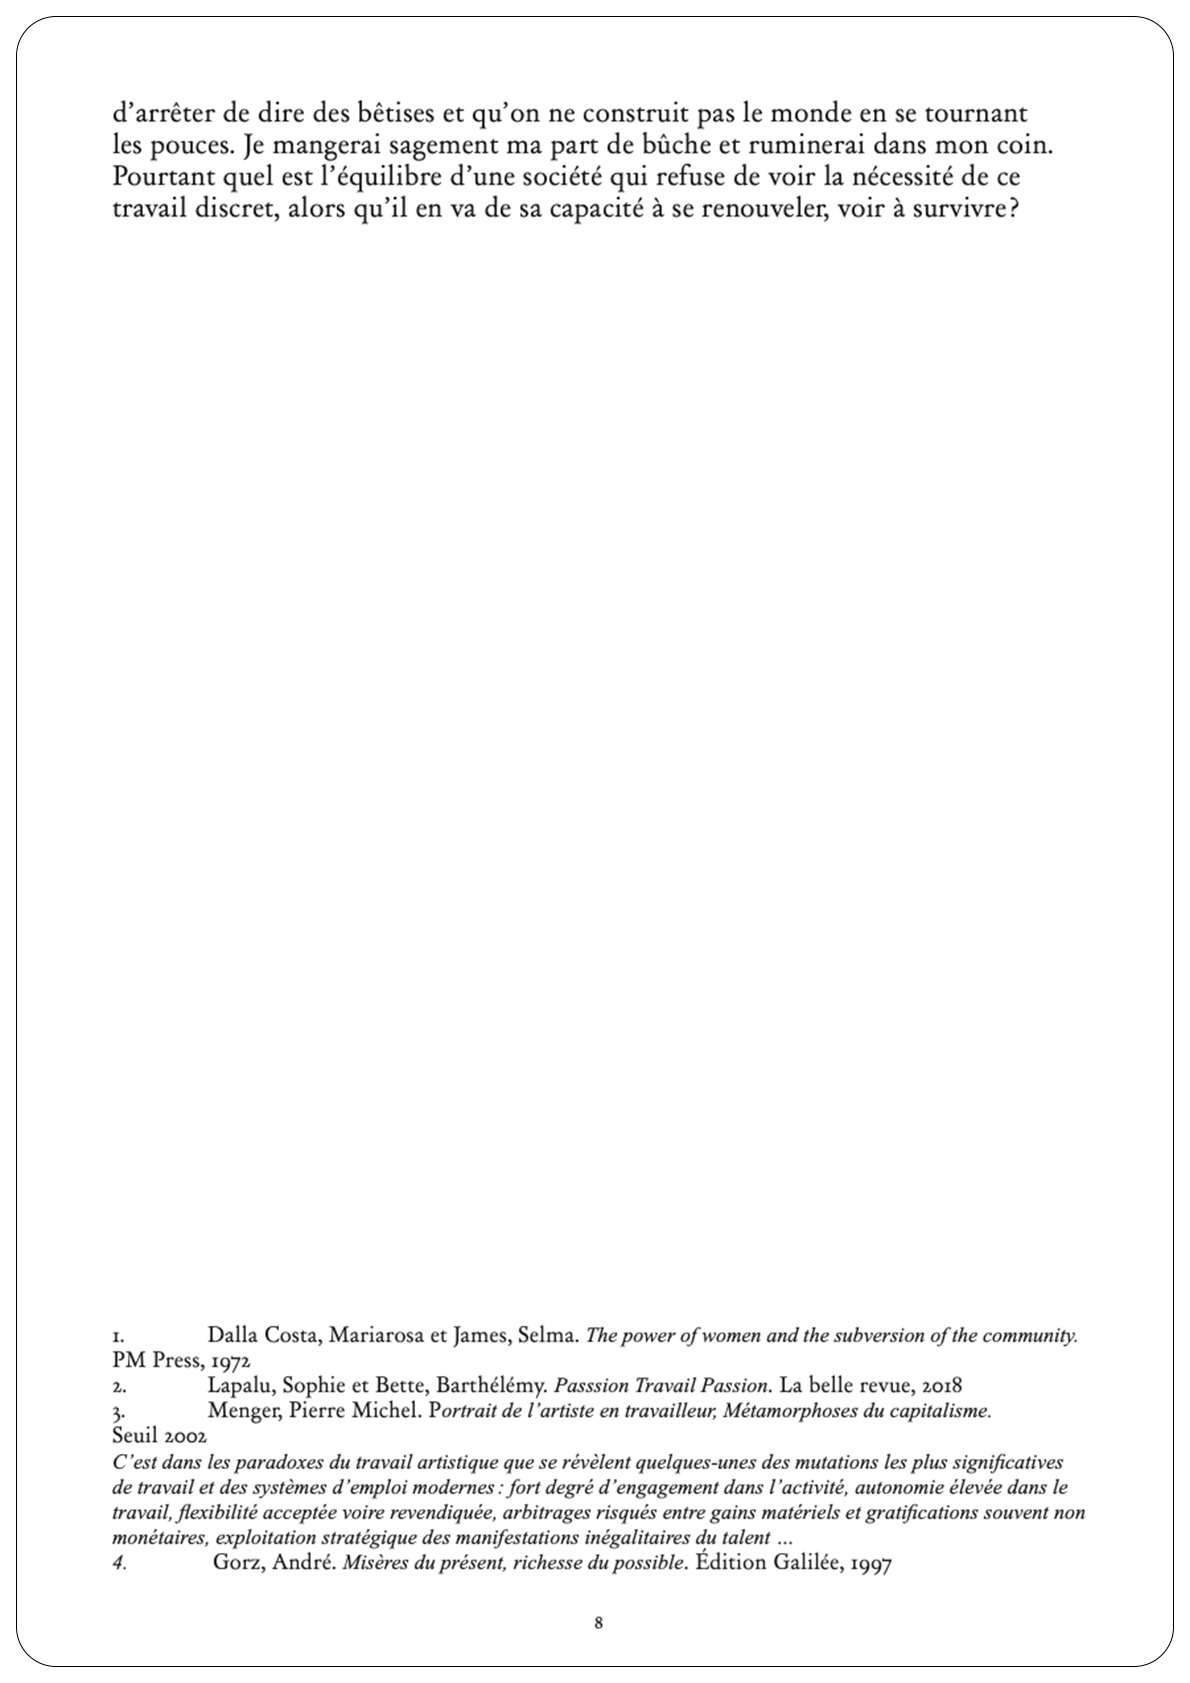 d’arrêter de dire des bêtises et qu’on ne construit pas le monde en se tournant
les pouces. Je mangerai sagement ma part de bûche et ruminerai dans mon coin.
Pourtant quel est l’équilibre d’une société qui refuse de voir la nécessité de ce
travail discret, alors qu’il en va de sa capacité à se renouveler, voir à survivre?
1. Dalla Costa, Mariarosa et James, Selma. The power of women and the subversion of the community.
PM Press, 1972
2. Lapalu, Sophie et Bette, Barthélémy. Passsion Travail Passion. La belle revue, 2018
3. Menger, Pierre Michel. Portrait de l’artiste en travailleur, Métamorphoses du capitalisme.
Seuil 2002
C’est dans les paradoxes du travail artistique que se révèlent quelques-unes des mutations les plus significatives
de travail et des systèmes d’emploi modernes : fort degré d’engagement dans l’activité, autonomie élevée dans le
travail, flexibilité acceptée voire revendiquée, arbitrages risqués entre gains matériels et gratifications souvent non
monétaires, exploitation stratégique des manifestations inégalitaires du talent ...
4. Gorz, André. Misères du présent, richesse du possible. Édition Galilée, 1997
8